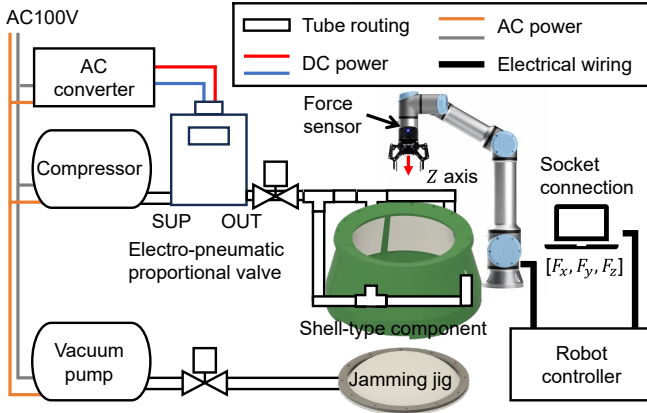 AC100V
Tube routing
AC power
DC power
Electrical wiring
AC
converter
Force
sensor
Compressor
Z axis
Socket
connection
SUP
OUT
Electro-pneumatic
proportional valve
[Fx, Fy, Fz]
Shell-type component
Vacuum
pump
Jamming jig
Robot
controller